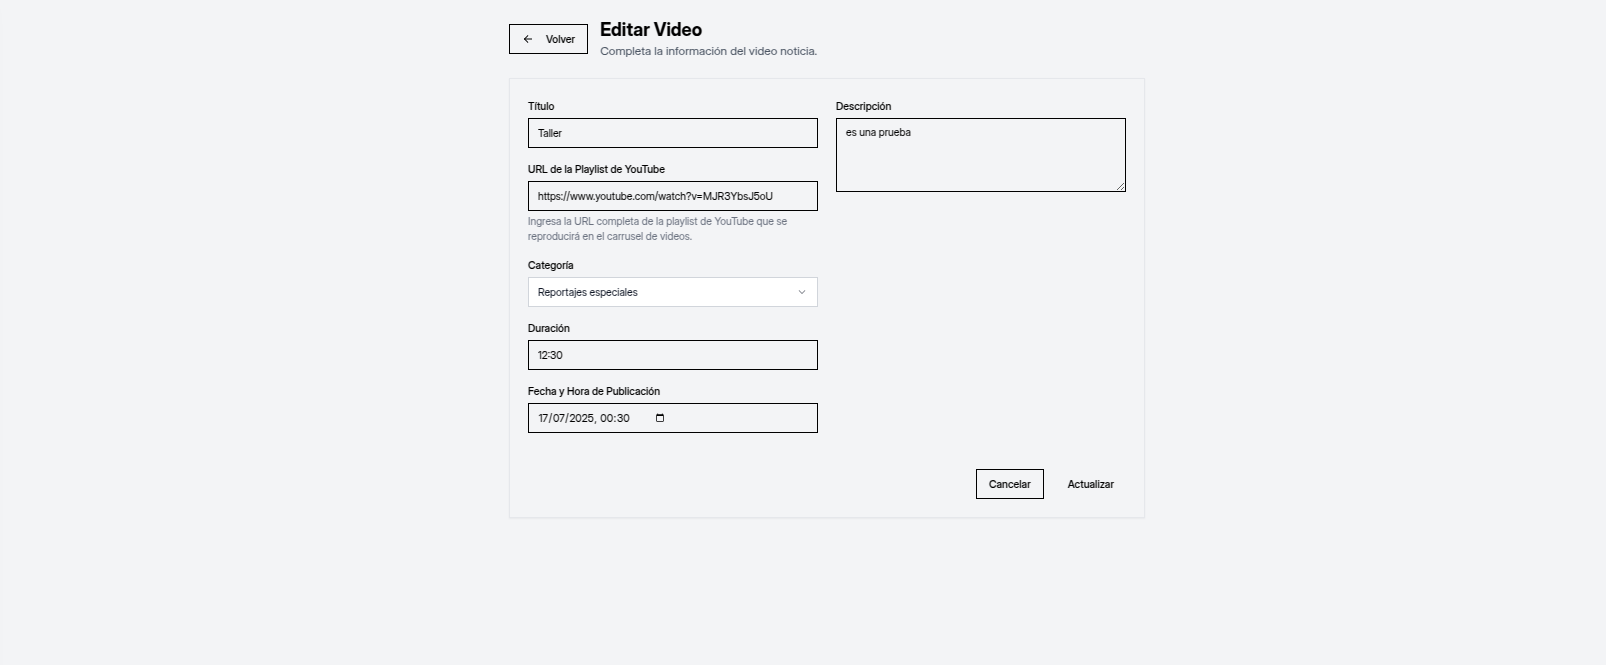 Volver
Editar Video
Completa la información del video noticia.
Título
Taller
URL de la Playlist de YouTube
https://www.youtube.com/watch?v=MJR3YbsJ5oU
Ingresa la URL completa de la playlist de YouTube que se
reproducirá en el carrusel de videos.
Categoría
Reportajes especiales
Duración
12:30
Fecha y Hora de Publicación
17/07/2025, 00:30
Descripción
es una prueba
Cancelar
Actualizar